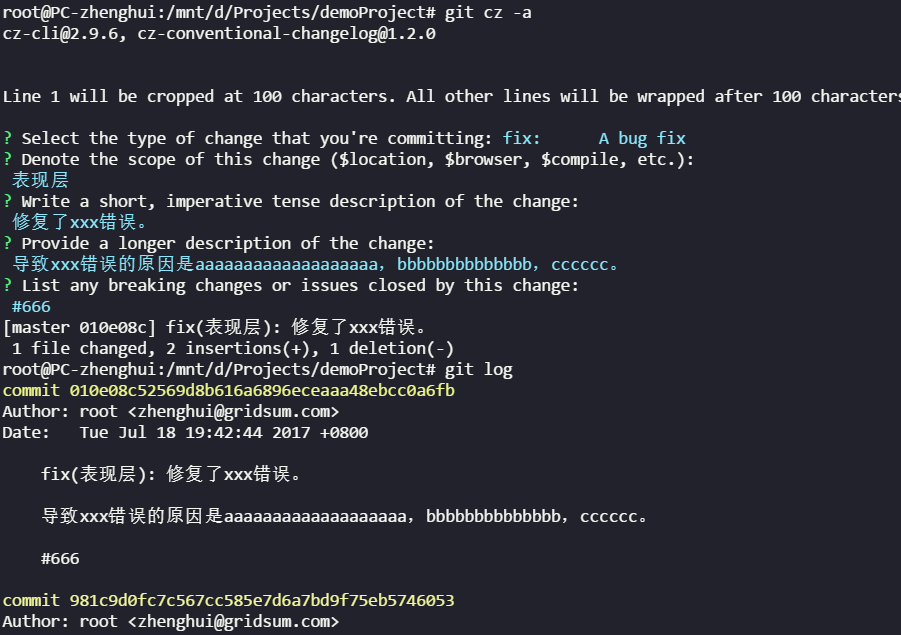 root@PC-zhenghui:/mnt/d/Projects/demoProject# git cz -a
cz-cli@2.9.6, cz-conventional-changelog@1.2.0
Line 1 will be cropped at 100 characters. All other lines will be wrapped after 100 characters
? Select the type of change that you're committing: fix:      A bug fix
? Denote the scope of this change ($location, $browser, $compile, etc.):
表现层
? Write a short, imperative tense description of the change:
修复了xxx错误。
? Provide a longer description of the change:
导致xxx错误的原因是aaaaaaaaaaaaaaaaaaa，bbbbbbbbbbbbbb，cccccc。
? List any breaking changes or issues closed by this change:
#666
[master 010e08c] fix(表现层): 修复了xxx错误。
1 file changed, 2 insertions(+), 1 deletion(-)
root@PC-zhenghui:/mnt/d/Projects/demoProject# git log
commit 010e08c52569d8b616a6896eceaaa48ebcc0a6fb
Author: root <zhenghui@gridsum.com>
Date:   Tue Jul 18 19:42:44 2017 +0800
fix(表现层): 修复了xxx错误。
导致xxx错误的原因是aaaaaaaaaaaaaaaaaaa，bbbbbbbbbbbbbb，cccccc。
#666
commit 981c9d0fc7c567cc585e7d6a7bd9f75eb5746053
Author: root <zhenghui@gridsum.com>